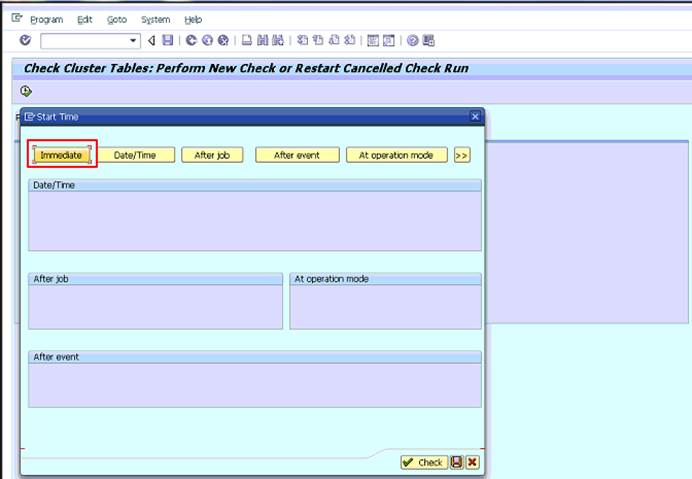 Program Edit Goto System Help
Check Cluster Tables: Perform New Check or Restart Cancelled Check Run
Start Time
Immediate Date/Time After job After event At operation mode >>
Date/Time
After job At operation mode
After event
Check